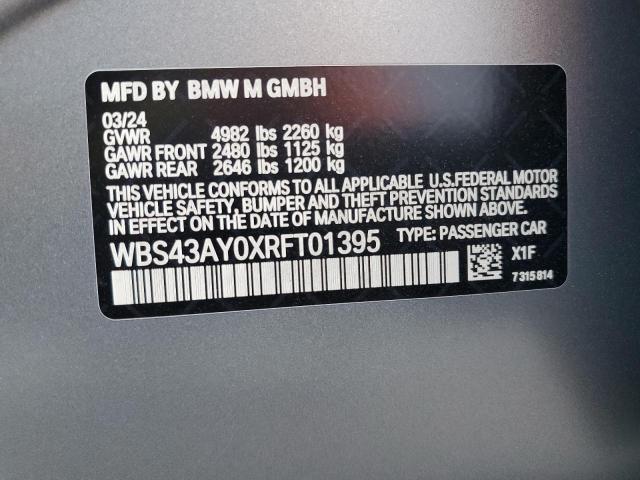 MFD BY BMW M GMBH
03/24
GVWR 4982 lbs 2260 kg
GAWR FRONT 2480 lbs 1125 kg
GAWR REAR 2646 lbs 1200 kg
THIS VEHICLE CONFORMS TO ALL APPLICABLE U.S.FEDERAL MOTOR
VEHICLE SAFETY, BUMPER AND THEFT PREVENTION STANDARDS
IN EFFECT ON THE DATE OF MANUFACTURE SHOWN ABOVE.
WBS43AY0XRFT01395 TYPE: PASSENGER CAR
X1F
7315814